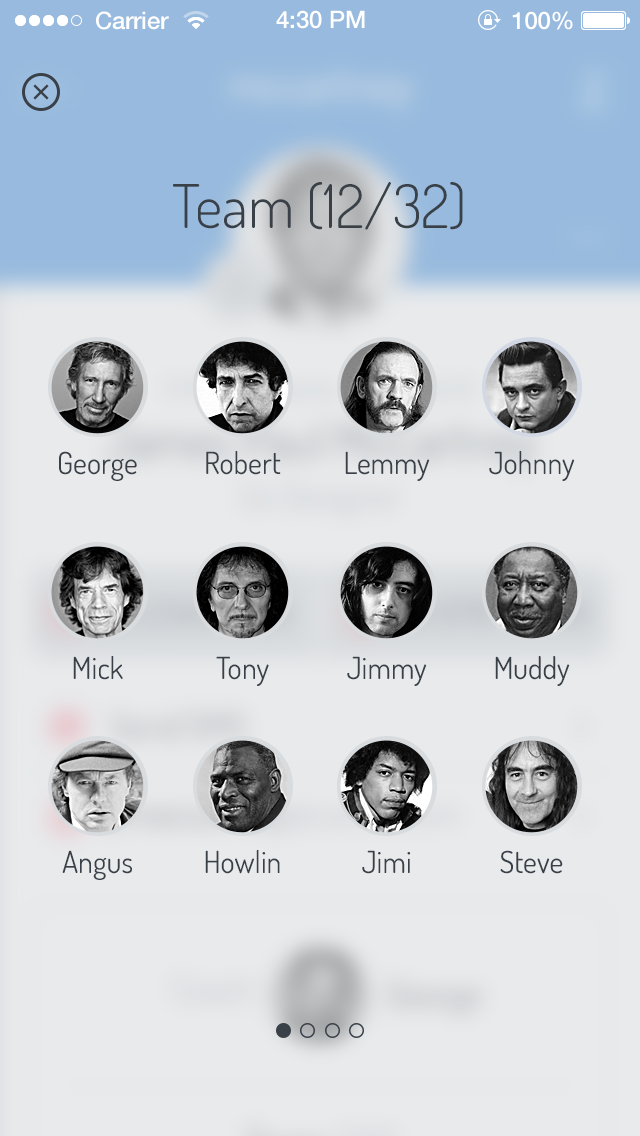 Carrier 4:30 PM 100%
Team (12/32)
George Robert Lemmy Johnny
Mick Tony Jimmy Muddy
Angus Howlin Jimi Steve